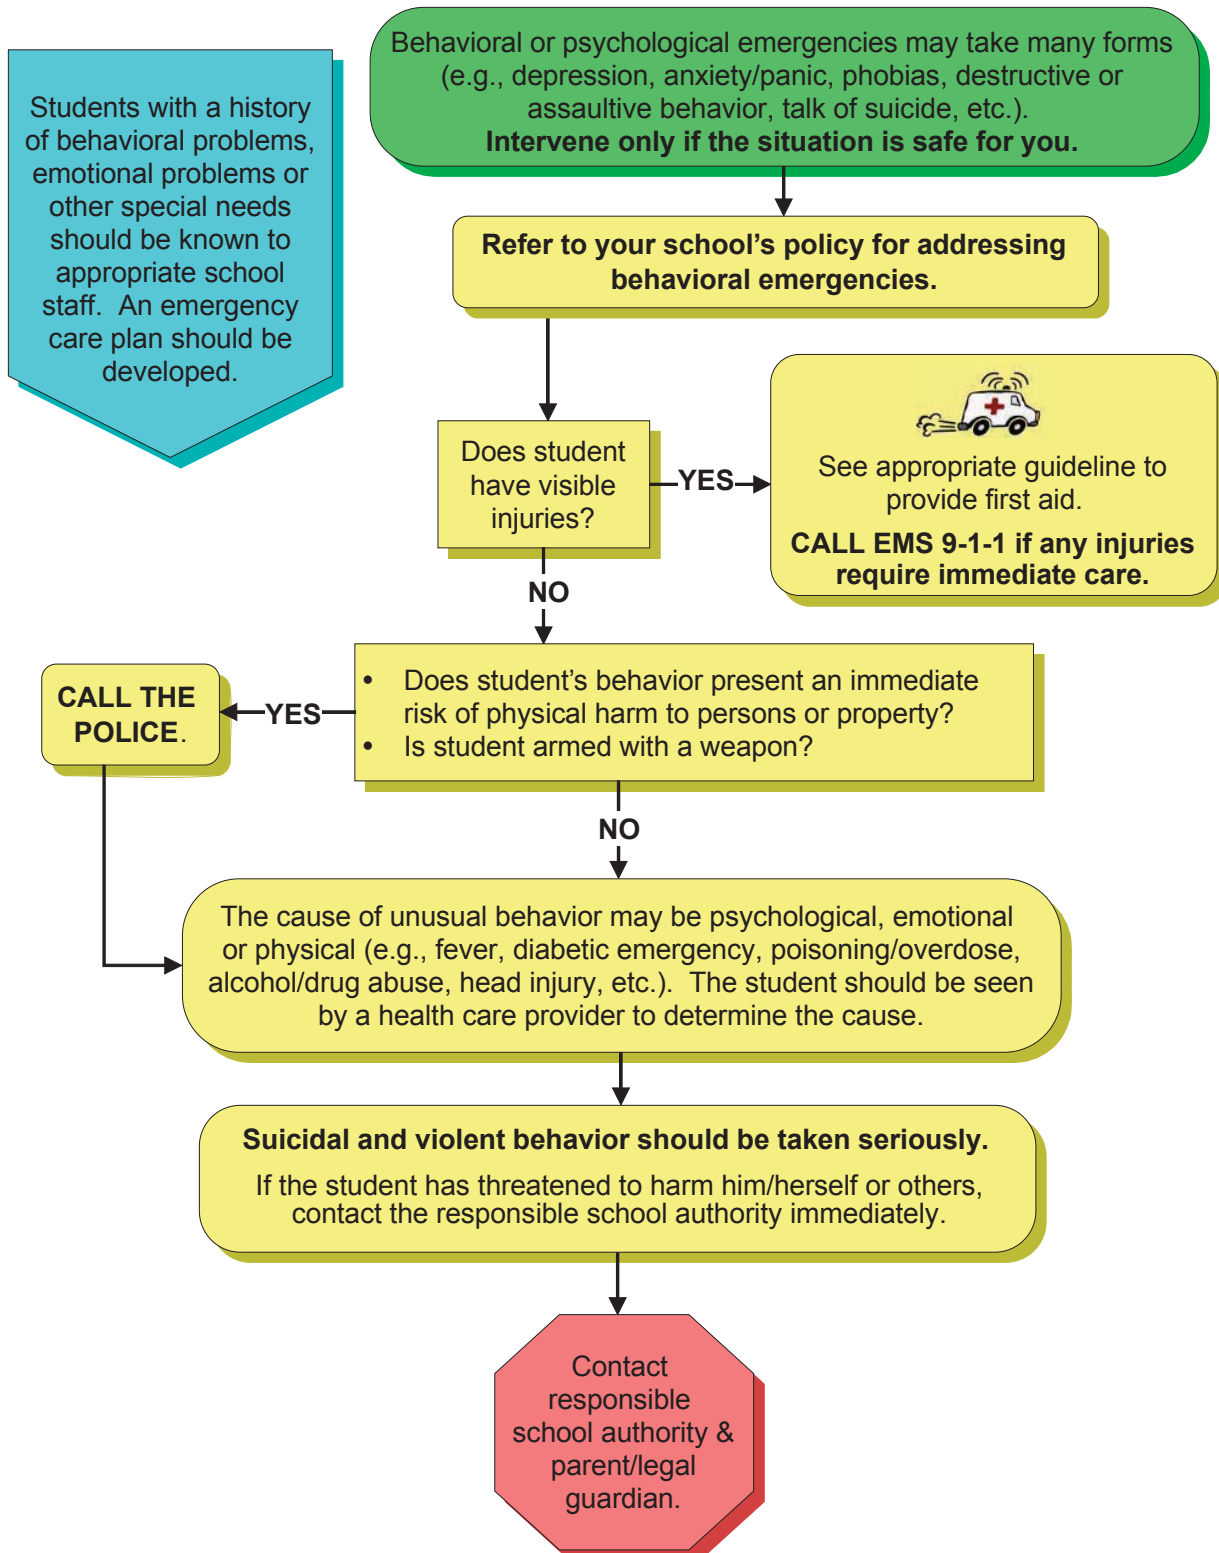 Behavioral or psychological emergencies may take many forms
(e.g., depression, anxiety/panic, phobias, destructive or
assaultive behavior, talk of suicide, etc.).
Intervene only if the situation is safe for you.
Students with a history
of behavioral problems,
emotional problems or
other special needs
should be known to
appropriate school
staff.  An emergency
care plan should be
developed.
Refer to your school’s policy for addressing
behavioral emergencies.
Does student
have visible
injuries?
YES
See appropriate guideline to
provide first aid.
CALL EMS 9-1-1 if any injuries
require immediate care.
NO
• Does student’s behavior present an immediate
risk of physical harm to persons or property?
• Is student armed with a weapon?
YES
CALL THE
POLICE.
NO
The cause of unusual behavior may be psychological, emotional
or physical (e.g., fever, diabetic emergency, poisoning/overdose,
alcohol/drug abuse, head injury, etc.).  The student should be seen
by a health care provider to determine the cause.
Suicidal and violent behavior should be taken seriously.
If the student has threatened to harm him/herself or others,
contact the responsible school authority immediately.
Contact
responsible
school authority &
parent/legal
guardian.